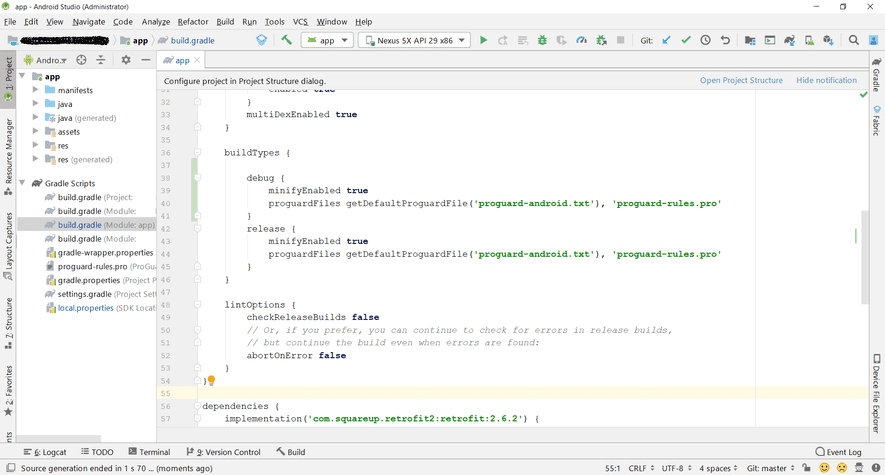 app - Android Studio (Administrator)
File Edit View Navigate Code Analyze Refactor Build Run Tools VCS Window Help
app build.gradle app Nexus 5X API 29 x86 Git:
1: Project
Resource Manager
Layout Captures
7: Structure
2: Favorites
Andro.
app
manifests
java
java (generated)
assets
res
res (generated)
Gradle Scripts
build.gradle (Project:
build.gradle (Module:
build.gradle (Module: app)
build.gradle (Module:
gradle-wrapper.properties
proguard-rules.pro (ProGua
gradle.properties (Project P
settings.gradle (Project Sett
local.properties (SDK Locat
app
Configure project in Project Structure dialog. Open Project Structure Hide notification
31 enabled true
32 }
33 multiDexEnabled true
34 }
35
36 buildTypes {
37
38 debug {
39 minifyEnabled true
40 proguardFiles getDefaultProguardFile('proguard-android.txt'), 'proguard-rules.pro'
41 }
42 release {
43 minifyEnabled true
44 proguardFiles getDefaultProguardFile('proguard-android.txt'), 'proguard-rules.pro'
45 }
46 }
47
48 lintOptions {
49 checkReleaseBuilds false
50 // Or, if you prefer, you can continue to check for errors in release builds,
51 // but continue the build even when errors are found:
52 abortOnError false
53 }
54 }
55
56 dependencies {
57 implementation('com.squareup.retrofit2:retrofit:2.6.2') {
Gradle
Fabric
Device File Explorer
6: Logcat TODO Terminal 9: Version Control Build Event Log
Source generation ended in 1 s 70 ... (moments ago) 55:1 CRLF UTF-8 4 spaces Git: master